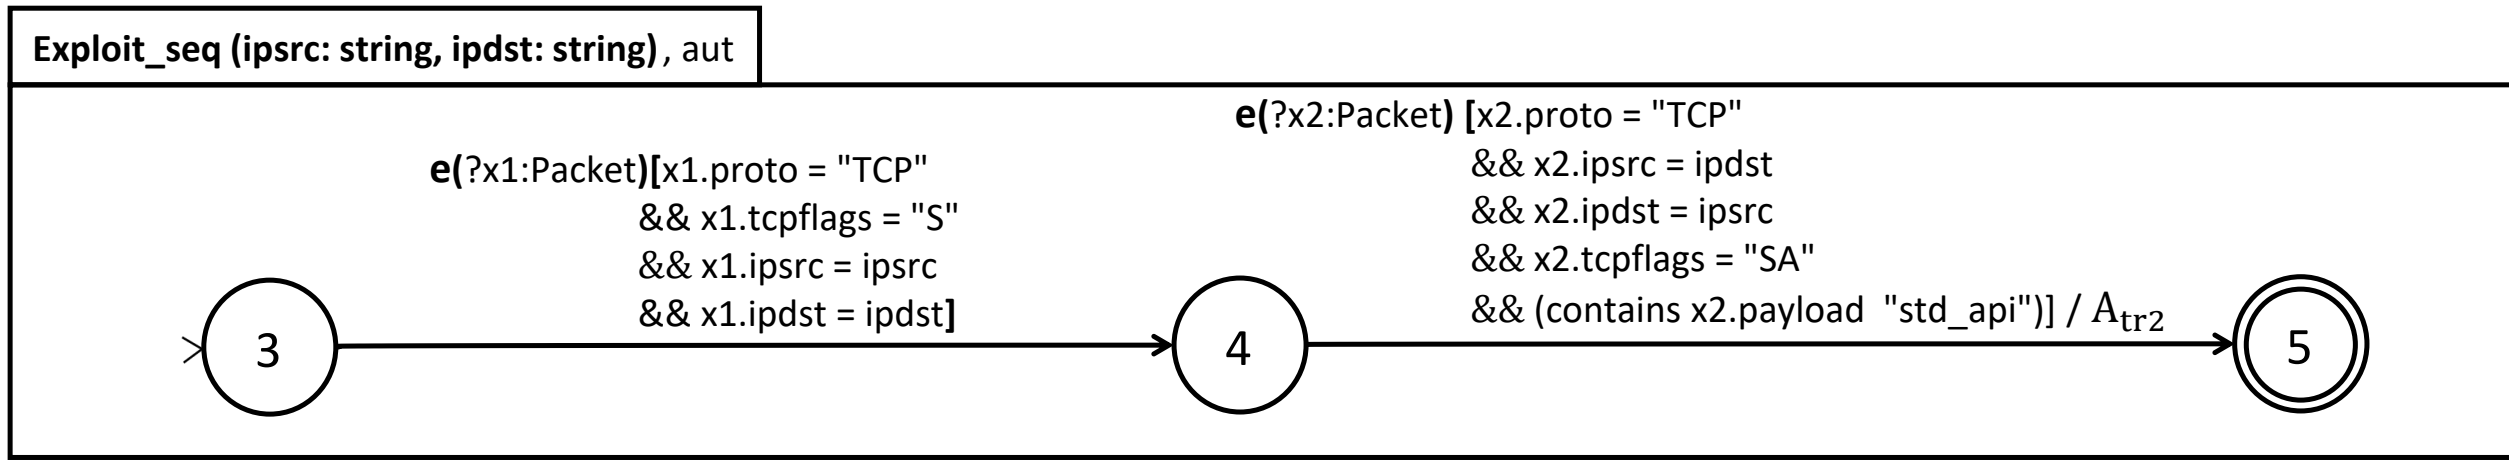 Exploit_seq (ipsrc: string, ipdst: string), aut
e(?x1:Packet)[x1.proto = "TCP"
&& x1.tcpflags = "S"
&& x1.ipsrc = ipsrc
&& x1.ipdst = ipdst]
e(?x2:Packet) [x2.proto = "TCP"
&& x2.ipsrc = ipdst
&& x2.ipdst = ipsrc
&& x2.tcpflags = "SA"
&& (contains x2.payload "std_api")] / A_tr2
3
4
5